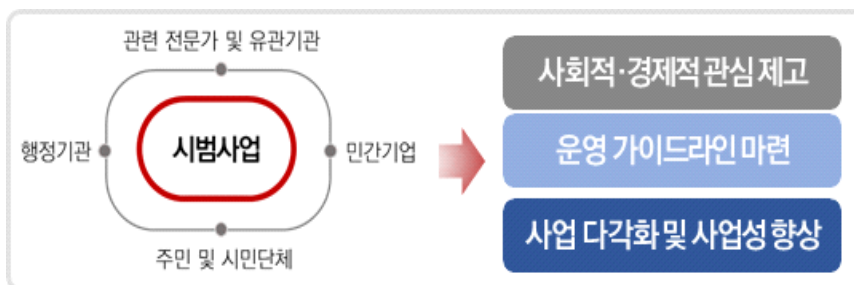 관련 전문가 및 유관기관
행정기관
시범사업
민간기업
주민 및 시민단체
사회적·경제적 관심 제고
운영 가이드라인 마련
사업 다각화 및 사업성 향상